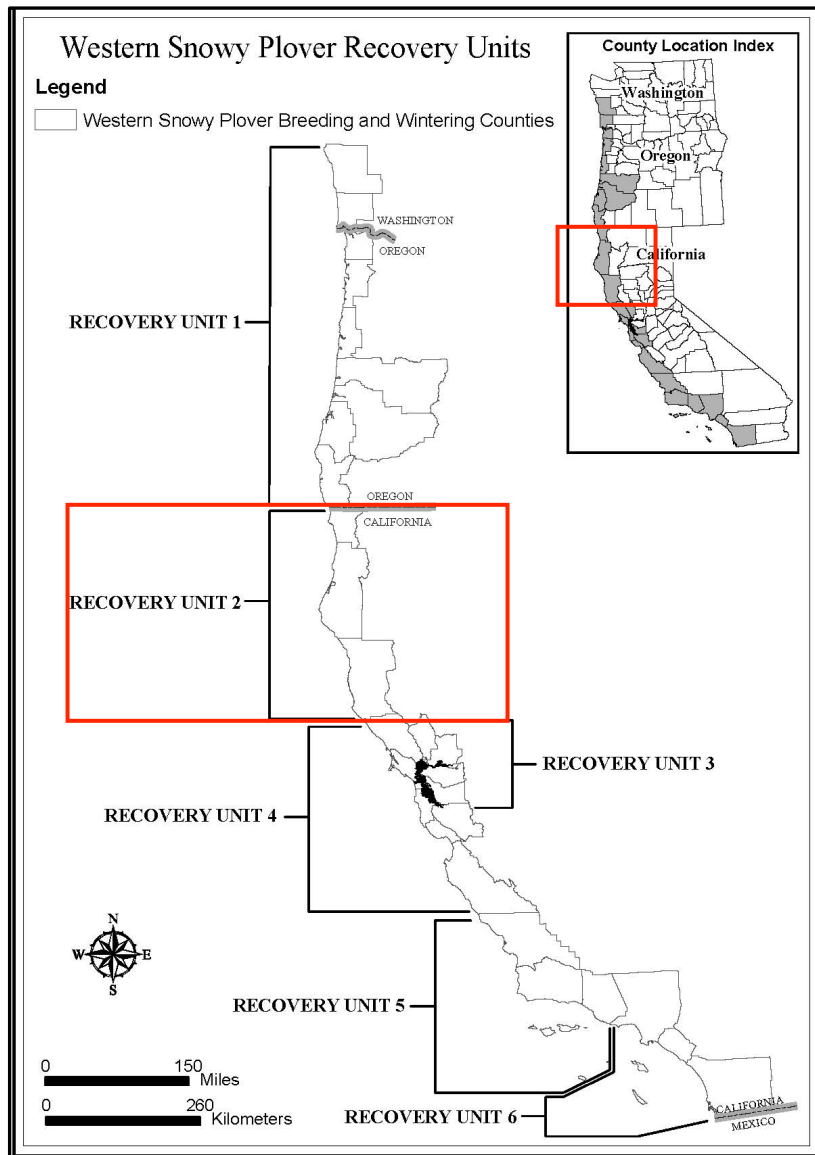 Western Snowy Plover Recovery Units
Legend
Western Snowy Plover Breeding and Wintering Counties
County Location Index
Washington
Oregon
California
WASHINGTON
OREGON
RECOVERY UNIT 1
OREGON
CALIFORNIA
RECOVERY UNIT 2
RECOVERY UNIT 3
RECOVERY UNIT 4
N
W E
S
RECOVERY UNIT 5
0 150
Miles
0 260
Kilometers
RECOVERY UNIT 6
CALIFORNIA
MEXICO